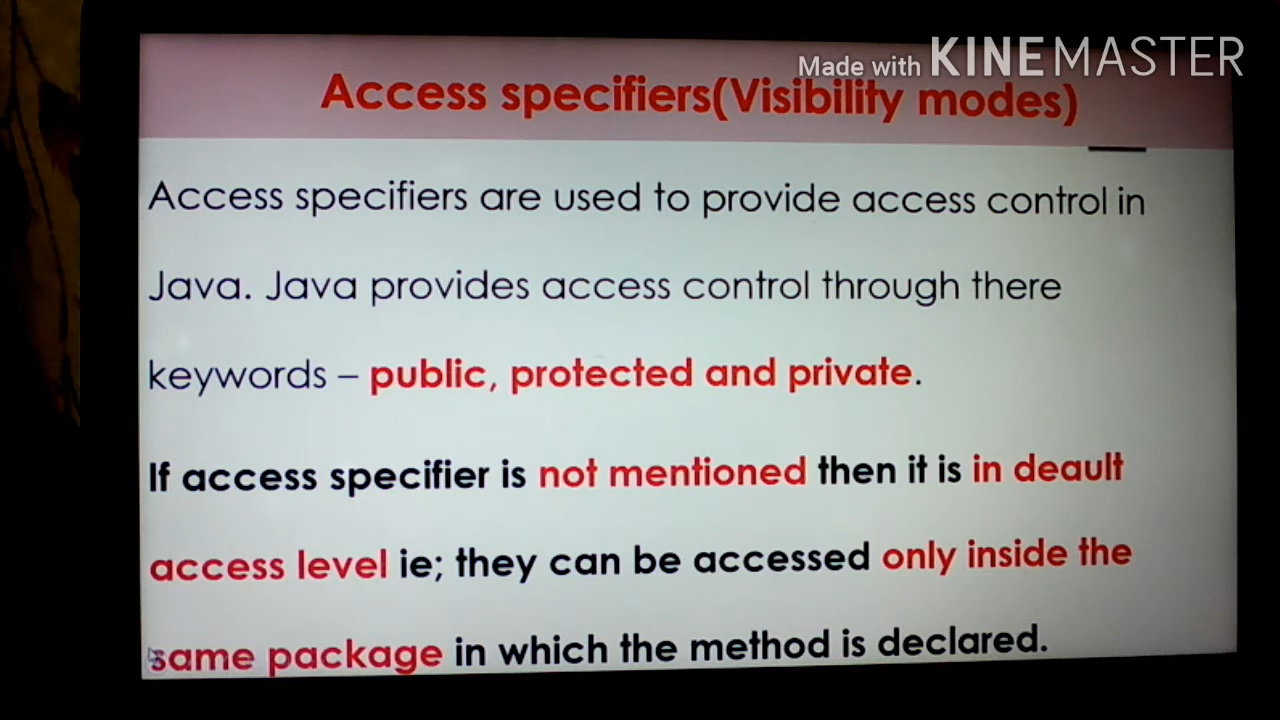 Made with KINEMASTER
Access specifiers(Visibility modes)
Access specifiers are used to provide access control in
Java. Java provides access control through there
keywords – public, protected and private.
If access specifier is not mentioned then it is in deault
access level ie; they can be accessed only inside the
same package in which the method is declared.